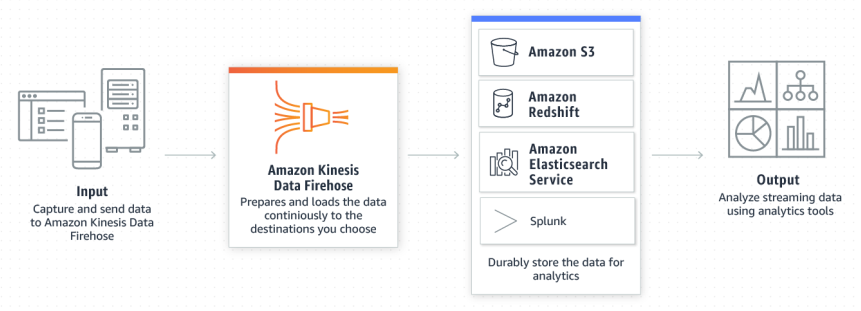 Input
Capture and send data
to Amazon Kinesis Data
Firehose
Amazon Kinesis
Data Firehose
Prepares and loads the data
continiously to the
destinations you choose
Amazon S3
Amazon
Redshift
Amazon
Elasticsearch
Service
Splunk
Durably store the data for
analytics
Output
Analyze streaming data
using analytics tools